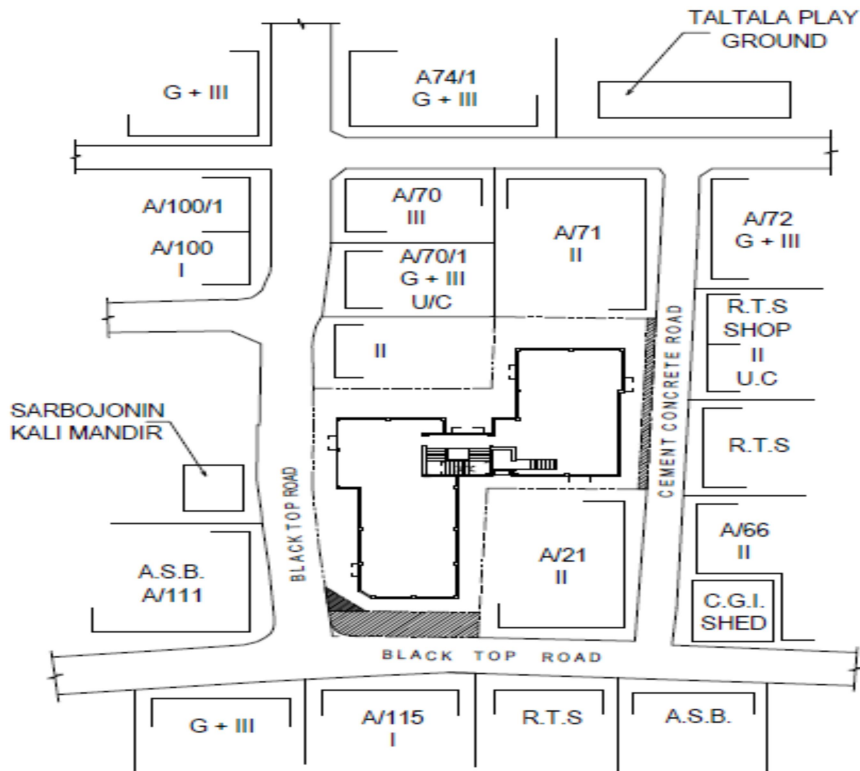 TALTALA PLAY
GROUND
G + III
A74/1
G + III
A/100/1
A/100
I
A/70
III
A/70/1
G + III
U/C
A/71
II
A/72
G + III
II
R.T.S
SHOP
II
U.C
CEMENT CONCRETE ROAD
SARBOJONIN
KALI MANDIR
BLACK TOP ROAD
R.T.S
A.S.B.
A/111
A/21
II
A/66
II
C.G.I.
SHED
BLACK TOP ROAD
G + III
A/115
I
R.T.S
A.S.B.